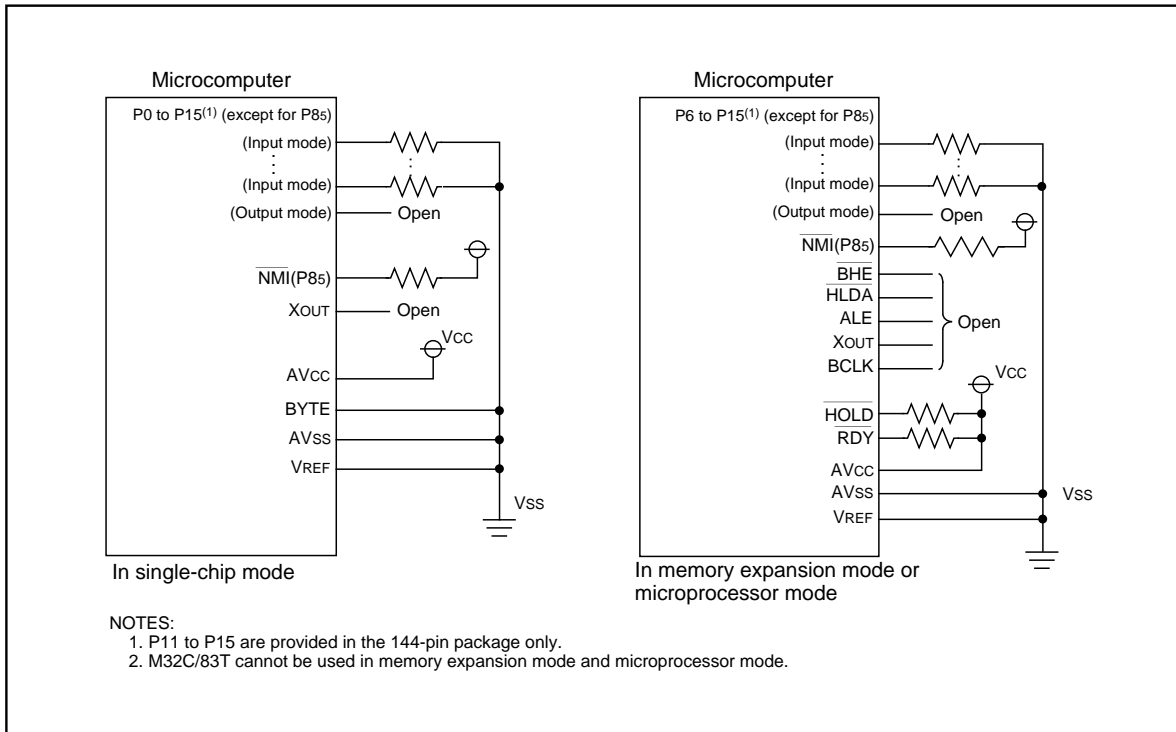 Microcomputer
P0 to P15(1) (except for P85)
(Input mode)
(Input mode)
(Output mode)
Open
NMI(P85)
XOUT
Open
VCC
AVCC
BYTE
AVSS
VREF
VSS
In single-chip mode
Microcomputer
P6 to P15(1) (except for P85)
(Input mode)
(Input mode)
(Output mode)
Open
NMI(P85)
BHE
HLDA
ALE
Open
XOUT
BCLK
VCC
HOLD
RDY
AVCC
AVSS
VSS
VREF
In memory expansion mode or
microprocessor mode
NOTES:
1. P11 to P15 are provided in the 144-pin package only.
2. M32C/83T cannot be used in memory expansion mode and microprocessor mode.